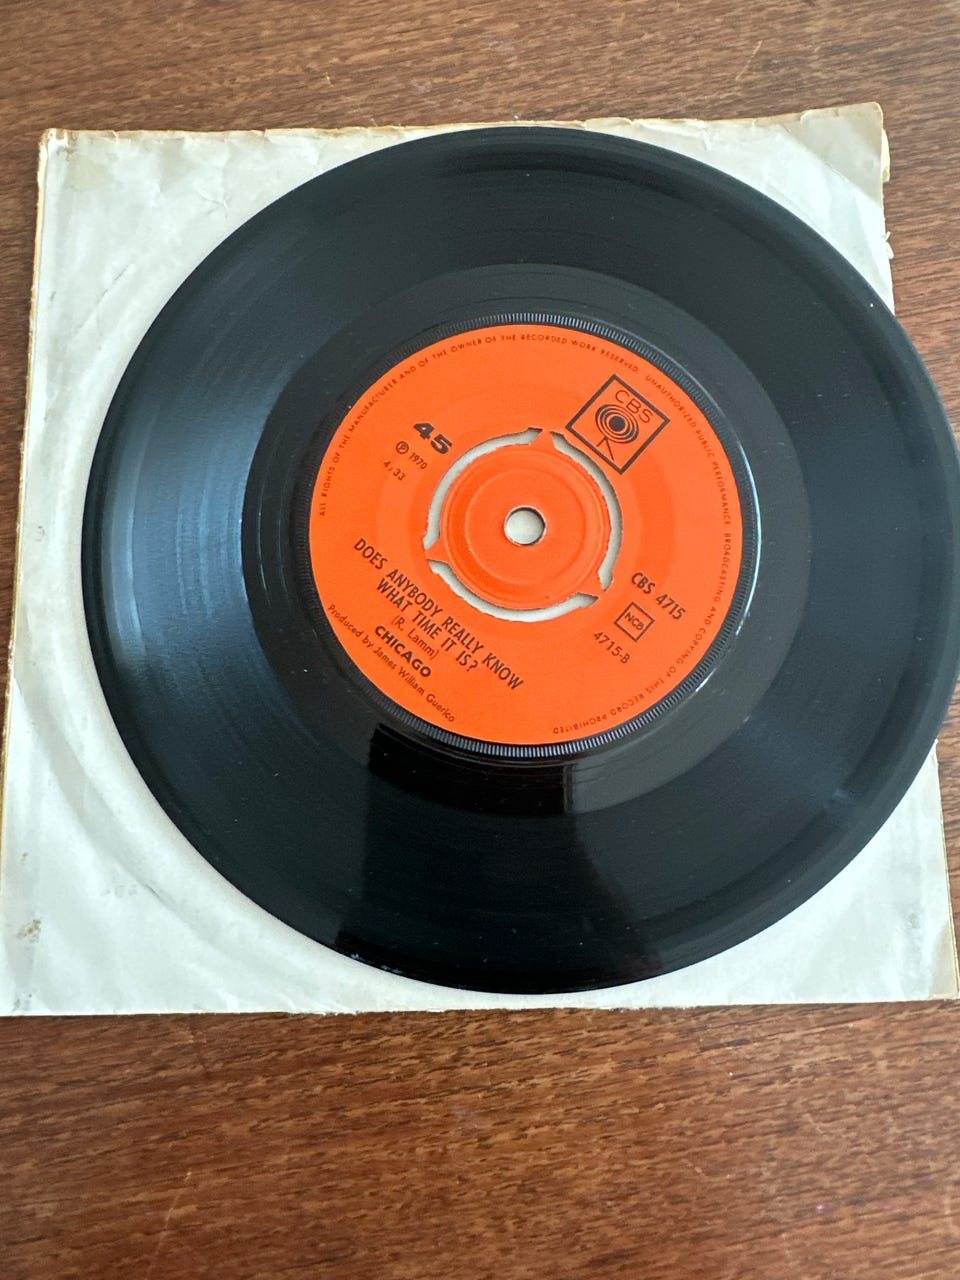 ALL RIGHTS OF THE MANUFACTURER AND OF THE OWNER OF THE RECORDED WORK RESERVED. UNAUTHORIZED PUBLIC PERFORMANCE. BROADCASTING AND COPYING OF THIS RECORD PROHIBITED
CBS
45
Ⓟ 1970
4.33
CBS 4715
NCB
4715-B
DOES ANYBODY REALLY KNOW
WHAT TIME IT IS?
(R. Lamm)
CHICAGO
Produced by James William Guerico